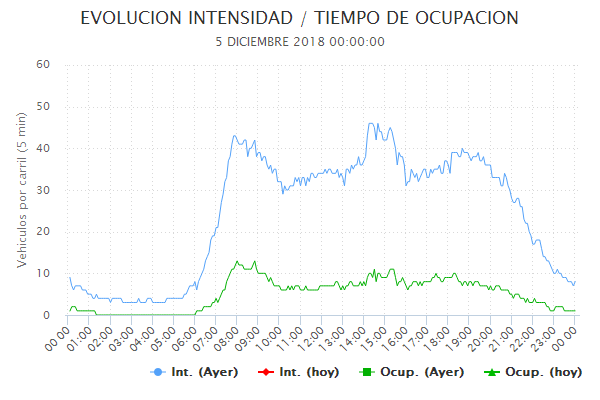 EVOLUCION INTENSIDAD / TIEMPO DE OCUPACION
5 DICIEMBRE 2018 00:00:00
Vehiculos por carril (5 min)
60
50
40
30
20
10
0
00:00 01:00 02:00 03:00 04:00 05:00 06:00 07:00 08:00 09:00 10:00 11:00 12:00 13:00 14:00 15:00 16:00 17:00 18:00 19:00 20:00 21:00 22:00 23:00 00:00
Int. (Ayer) Int. (hoy) Ocup. (Ayer) Ocup. (hoy)